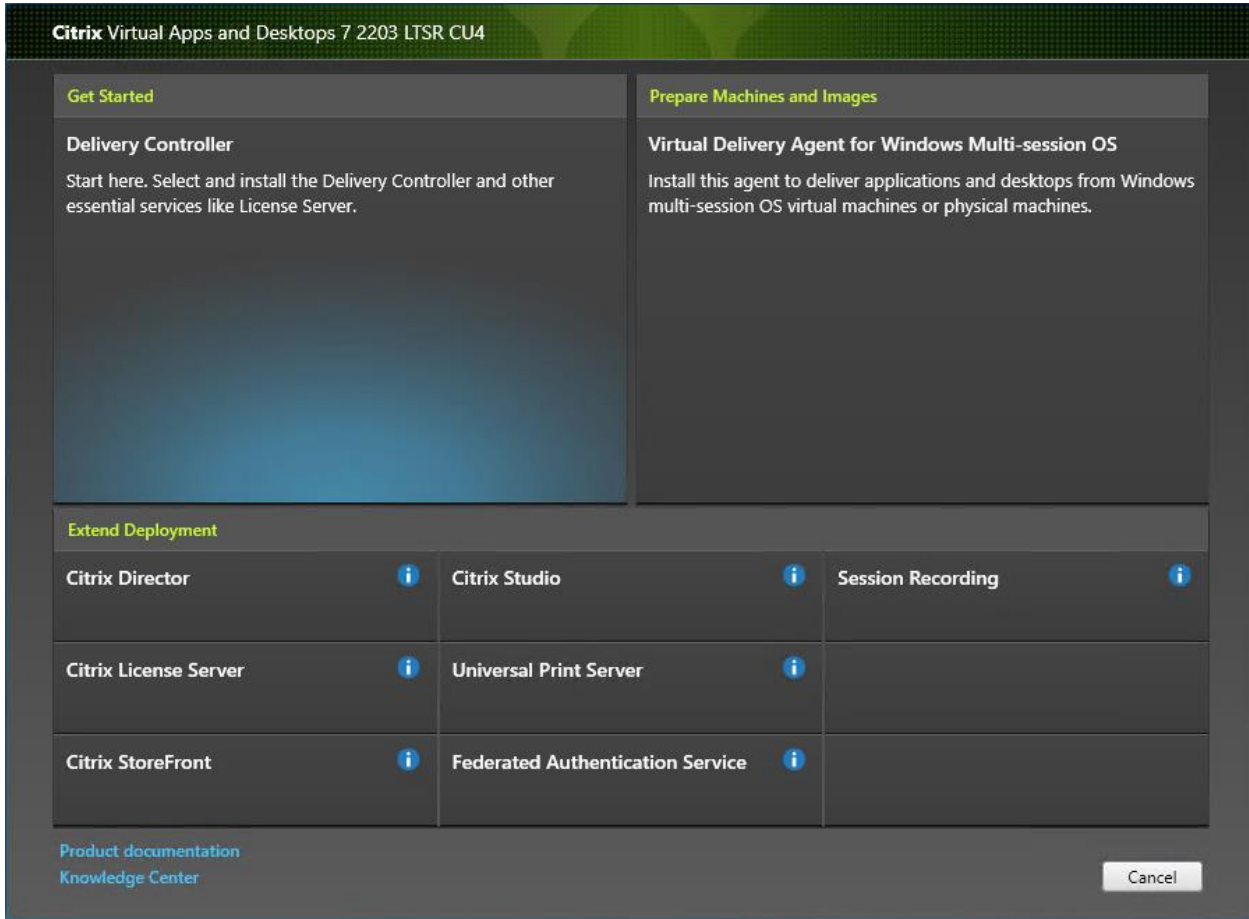 Citrix Virtual Apps and Desktops 7 2203 LTSR CU4
Get Started
Delivery Controller
Start here. Select and install the Delivery Controller and other
essential services like License Server.
Prepare Machines and Images
Virtual Delivery Agent for Windows Multi-session OS
Install this agent to deliver applications and desktops from Windows
multi-session OS virtual machines or physical machines.
Extend Deployment
Citrix Director
Citrix Studio
Session Recording
Citrix License Server
Universal Print Server
Citrix StoreFront
Federated Authentication Service
Product documentation
Knowledge Center
Cancel